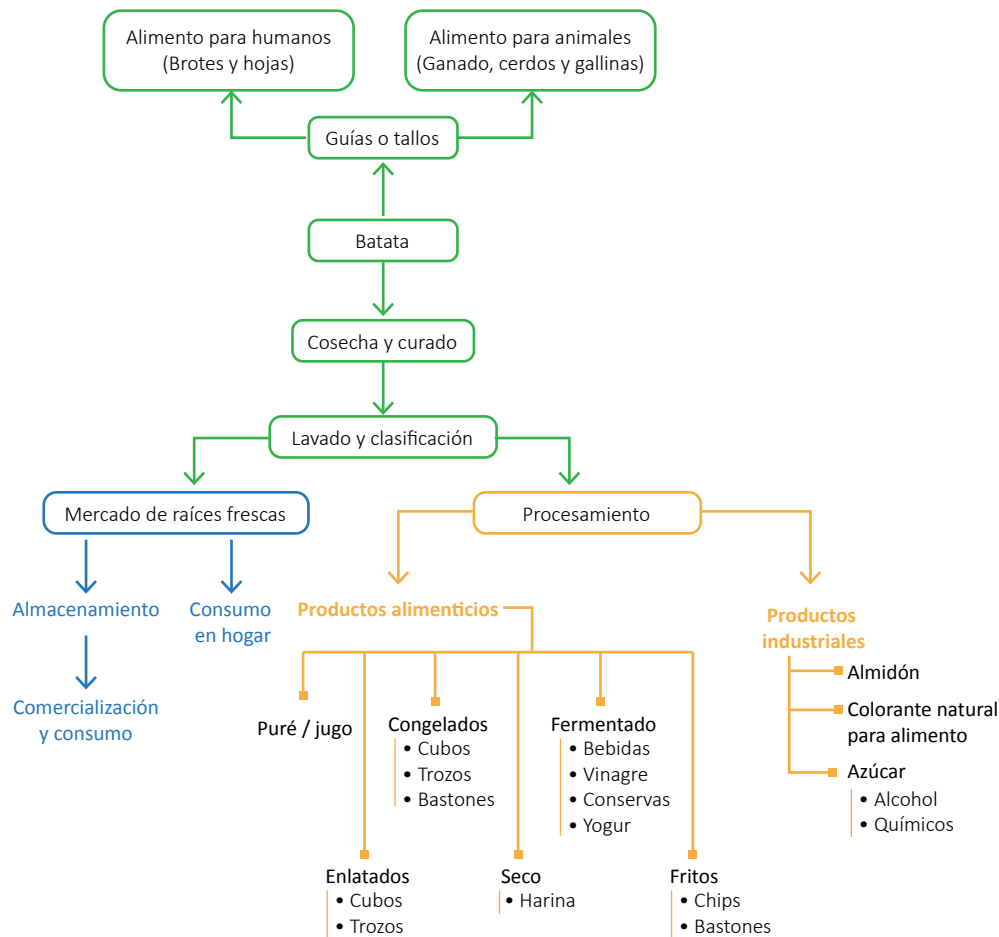 Alimento para humanos
(Brotes y hojas)
Alimento para animales
(Ganado, cerdos y gallinas)
Guías o tallos
Batata
Cosecha y curado
Lavado y clasificación
Mercado de raíces frescas
Procesamiento
Almacenamiento
Consumo
en hogar
Comercialización
y consumo
Productos alimenticios
Productos
industriales
Puré / jugo
Congelados
• Cubos
• Trozos
• Bastones
Fermentado
• Bebidas
• Vinagre
• Conservas
• Yogur
Almidón
Colorante natural
para alimento
Azúcar
• Alcohol
• Químicos
Enlatados
• Cubos
• Trozos
Seco
• Harina
Fritos
• Chips
• Bastones